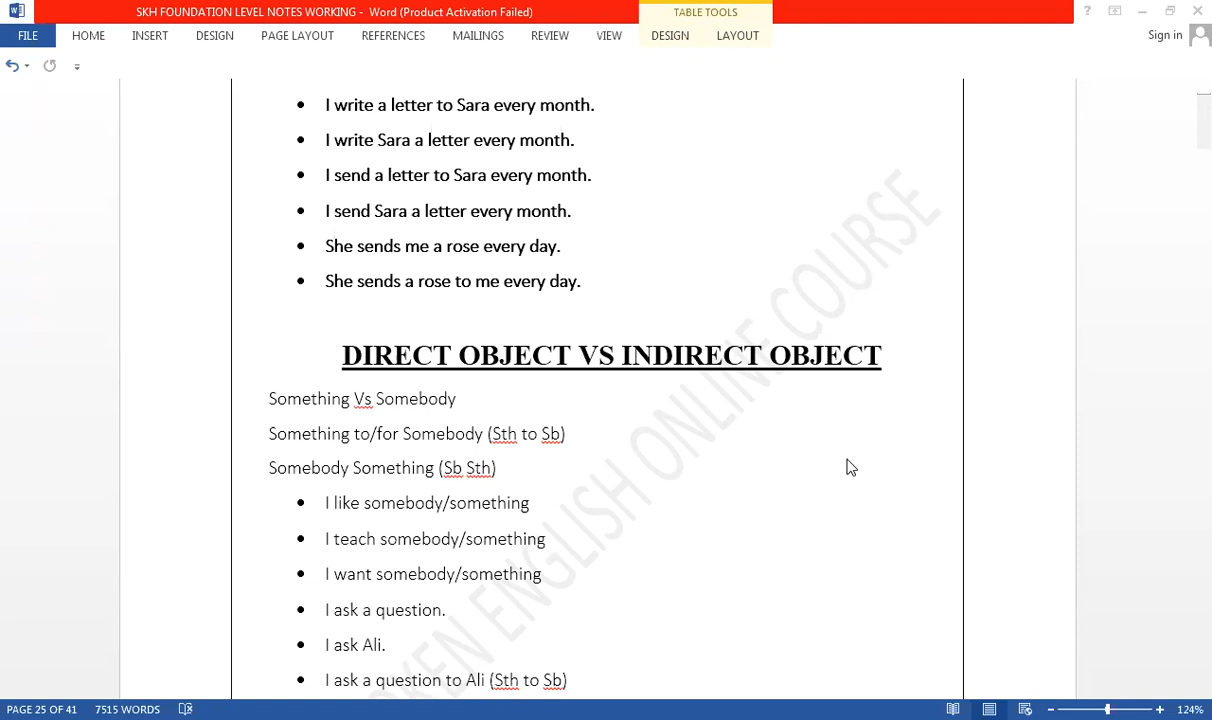 SKH FOUNDATION LEVEL NOTES WORKING - Word (Product Activation Failed)
TABLE TOOLS
?
FILE HOME INSERT DESIGN PAGE LAYOUT REFERENCES MAILINGS REVIEW VIEW DESIGN LAYOUT Sign in
• I write a letter to Sara every month.
• I write Sara a letter every month.
• I send a letter to Sara every month.
• I send Sara a letter every month.
• She sends me a rose every day.
• She sends a rose to me every day.
DIRECT OBJECT VS INDIRECT OBJECT
Something Vs Somebody
Something to/for Somebody (Sth to Sb)
Somebody Something (Sb Sth)
• I like somebody/something
• I teach somebody/something
• I want somebody/something
• I ask a question.
• I ask Ali.
• I ask a question to Ali (Sth to Sb)
OKEN ENGLISH ONLINE COURSE
PAGE 25 OF 41 7515 WORDS 124%